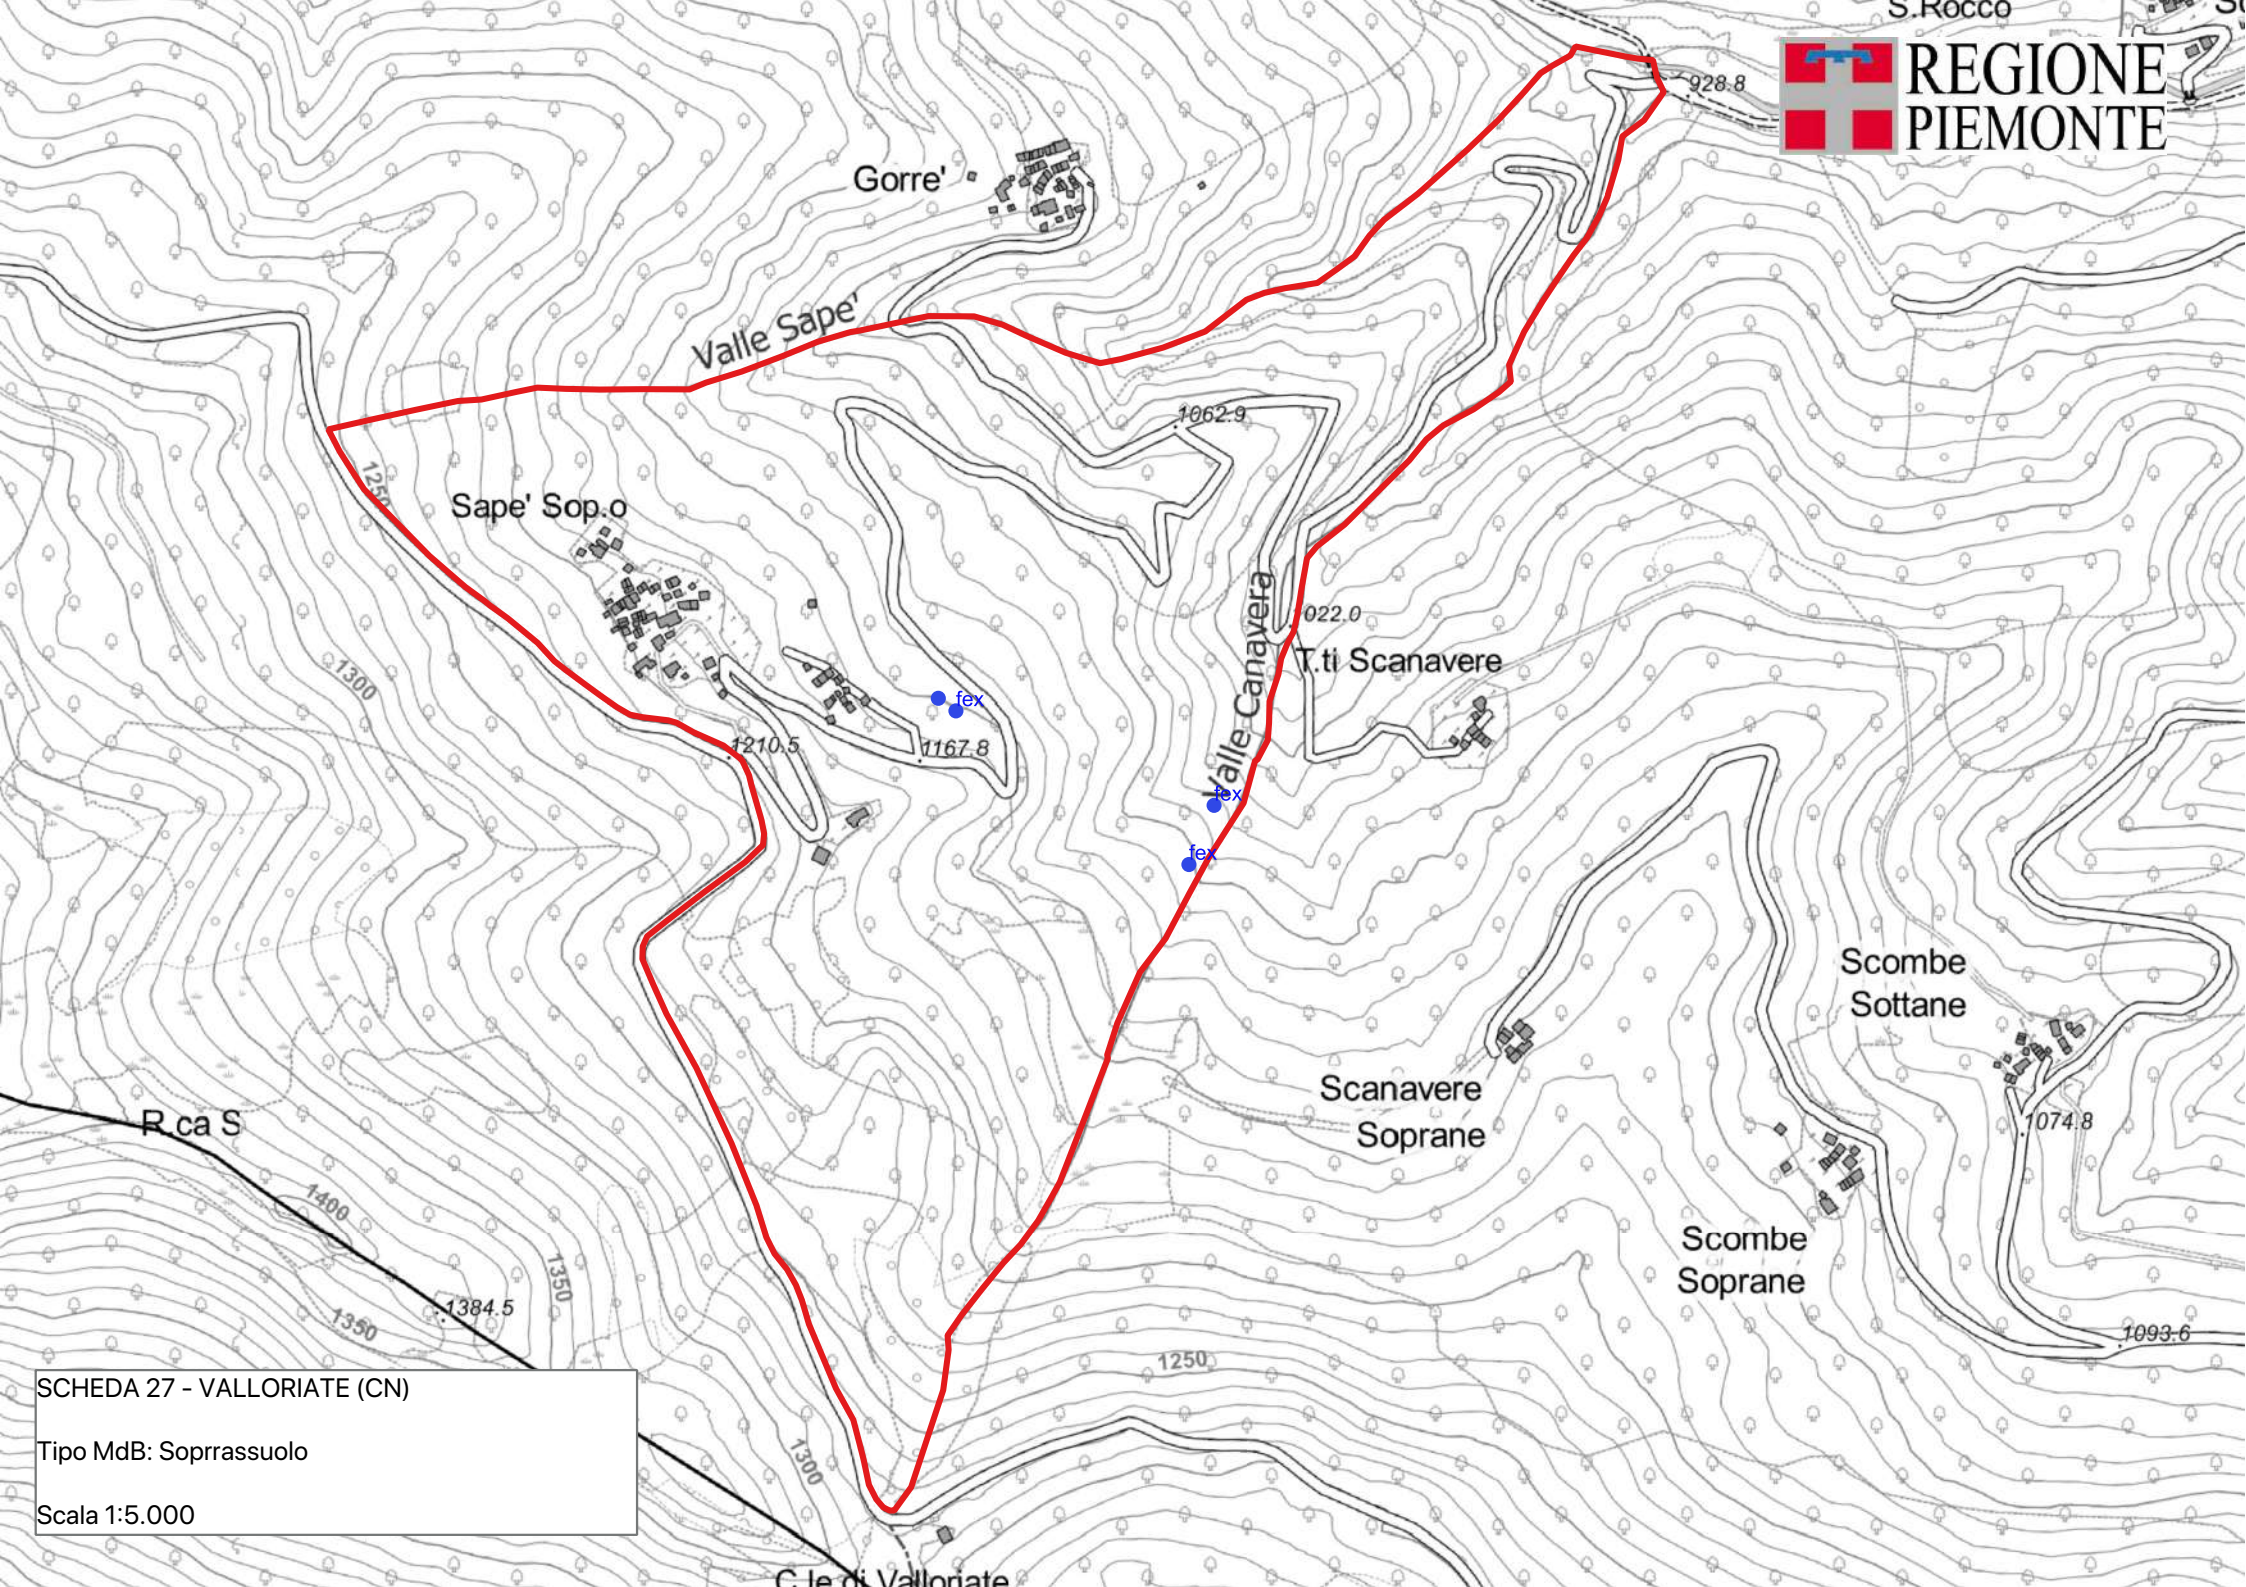 S.Rocco
928.8
REGIONE
PIEMONTE
Gorre'
Valle Sape'
1062.9
1250
Sape' Sop.o
1022.0
Valle Canavera
T.ti Scanavere
1300
fex
1210.5
1167.8
fex
fex
Scombe
Sottane
Scanavere
Soprane
R.ca S
1074.8
1400
Scombe
Soprane
1350
1384.5
1350
1093.6
1250
SCHEDA 27 - VALLORIATE (CN)
Tipo MdB: Soprrassuolo
Scala 1:5.000
1300
C.le di Valloriate